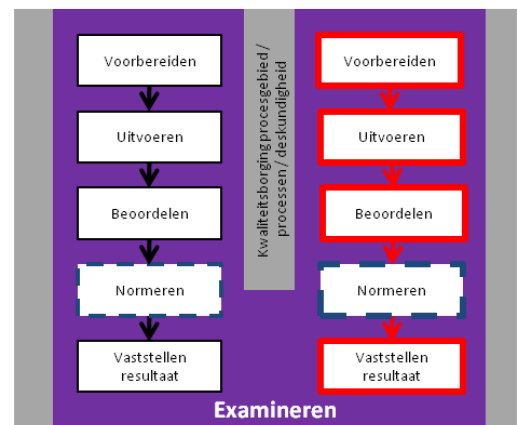 Voorbereiden
Uitvoeren
Beoordelen
Normeren
Vaststellen
resultaat
Kwaliteitsborging procesgebied /
processen / deskundigheid
Voorbereiden
Uitvoeren
Beoordelen
Normeren
Vaststellen
resultaat
Examineren